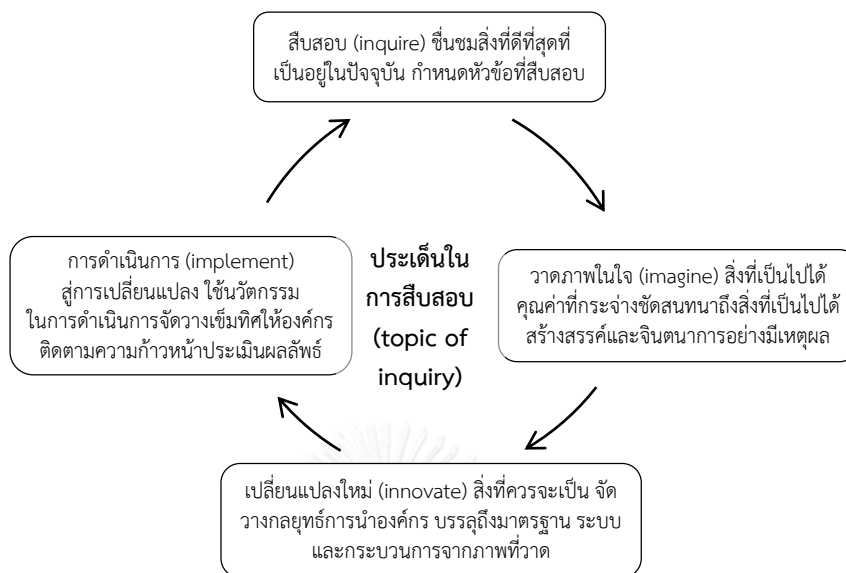 สืบสอบ (inquire) ชื่นชมสิ่งที่ดีที่สุดที่
เป็นอยู่ในปัจจุบัน กำหนดหัวข้อที่สืบสอบ
วาดภาพในใจ (imagine) สิ่งที่เป็นไปได้
คุณค่าที่กระจ่างชัดสนทนาถึงสิ่งที่เป็นไปได้
สร้างสรรค์และจินตนาการอย่างมีเหตุผล
เปลี่ยนแปลงใหม่ (innovate) สิ่งที่ควรจะเป็น จัด
วางกลยุทธ์การนำองค์กร บรรลุถึงมาตรฐาน ระบบ
และกระบวนการจากภาพที่วาด
การดำเนินการ (implement)
สู่การเปลี่ยนแปลง ใช้นวัตกรรม
ในการดำเนินการจัดวางเข็มทิศให้องค์กร
ติดตามความก้าวหน้าประเมินผลลัพธ์
ประเด็นใน
การสืบสอบ
(topic of
inquiry)